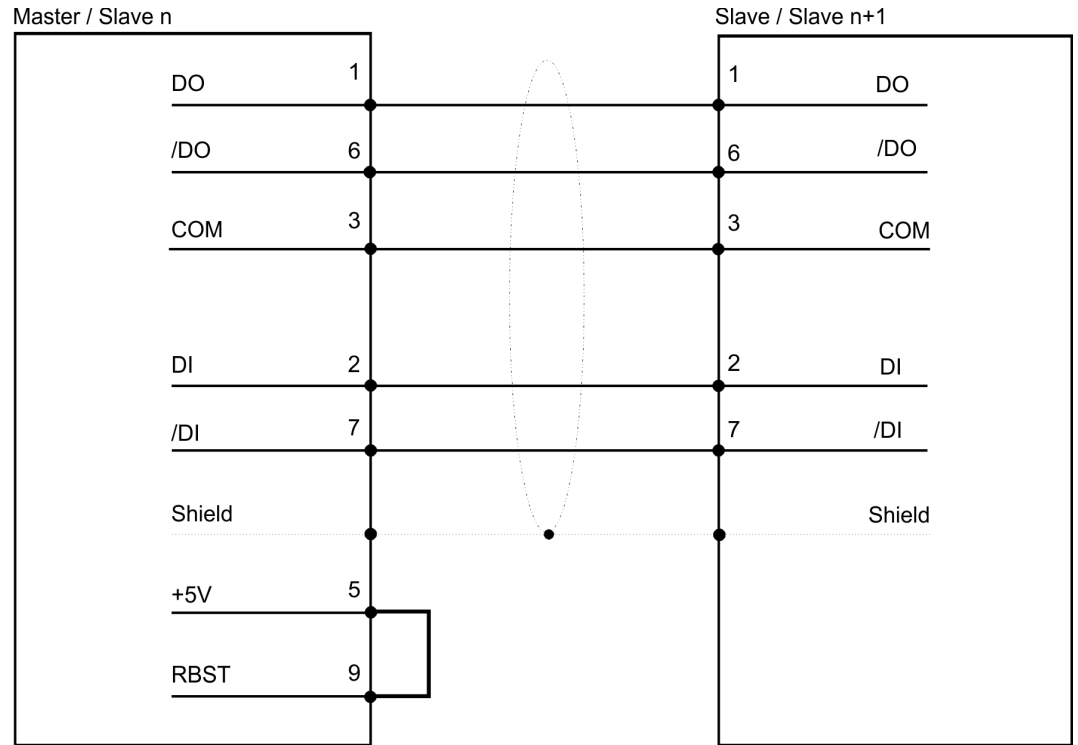 Master / Slave n
Slave / Slave n+1
DO 1 1 DO
/DO 6 6 /DO
COM 3 3 COM
DI 2 2 DI
/DI 7 7 /DI
Shield Shield
+5V 5
RBST 9